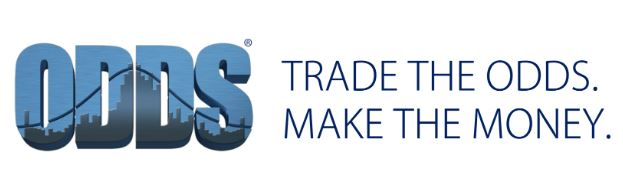 ODDS®
TRADE THE ODDS.
MAKE THE MONEY.